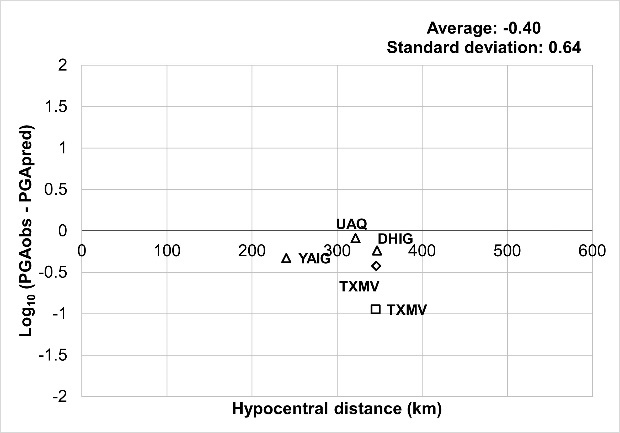 Average: -0.40
Standard deviation: 0.64
2
1.5
1
0.5
0
-0.5
-1
-1.5
-2
Log10 (PGAobs - PGApred)
0 100 200 300 400 500 600
UAQ
DHIG
YAIG
TXMV
TXMV
Hypocentral distance (km)